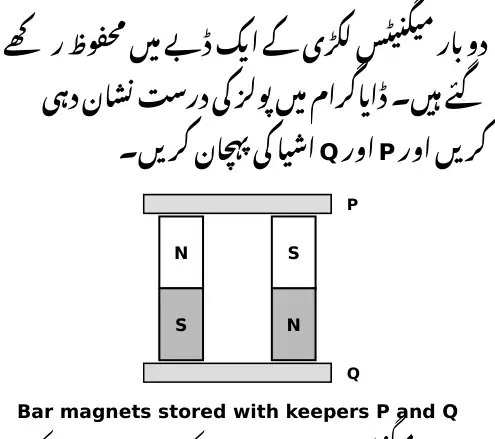 دو بار میگنیٹس لکڑی کے ایک ڈبے میں محفوظ ر کھے
گئے ہیں۔ ڈایاگرام میں پولز کی درست نشان دہی
کریں اور P اور Q اشیا کی پہچان کریں۔
P
N S
S N
Q
Bar magnets stored with keepers P and Q